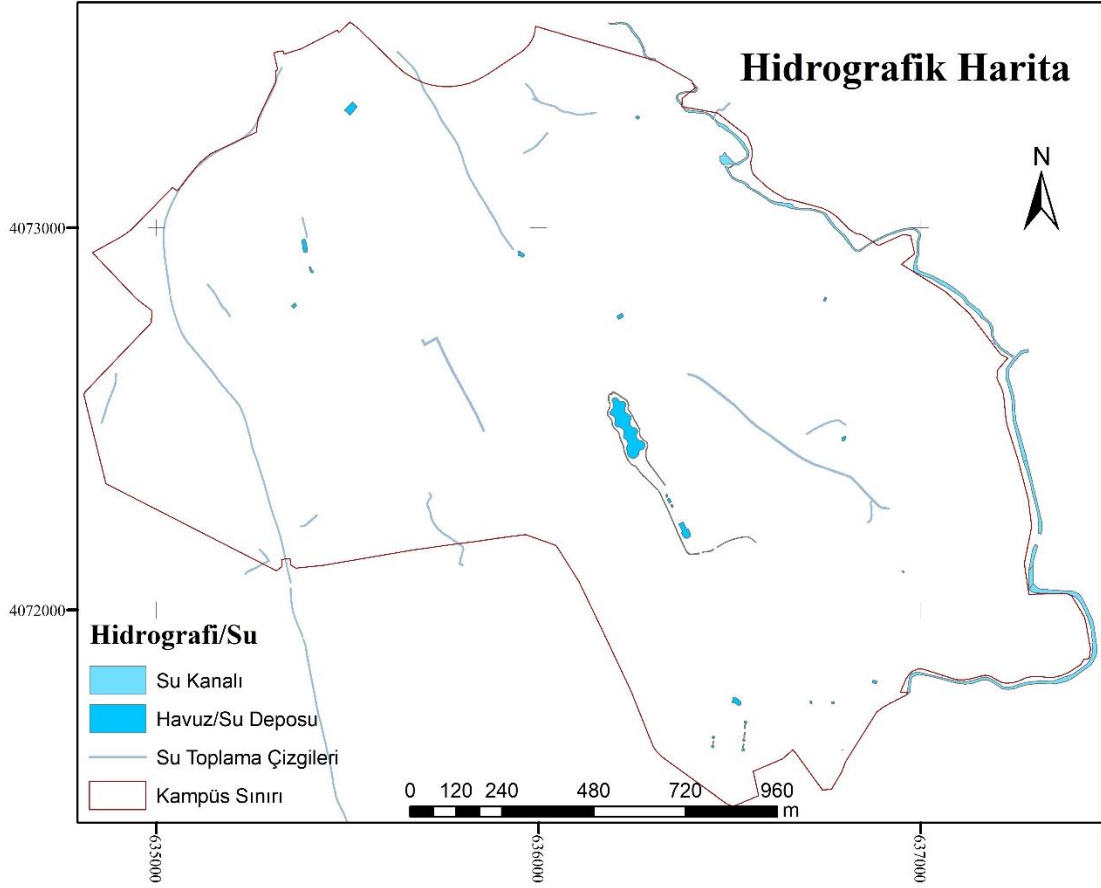 Hidrografik Harita
N
4073000
4072000
Hidrografi/Su
Su Kanalı
Havuz/Su Deposu
Su Toplama Çizgileri
Kampüs Sınırı
0 120 240 480 720 960
m
635000 636000 637000